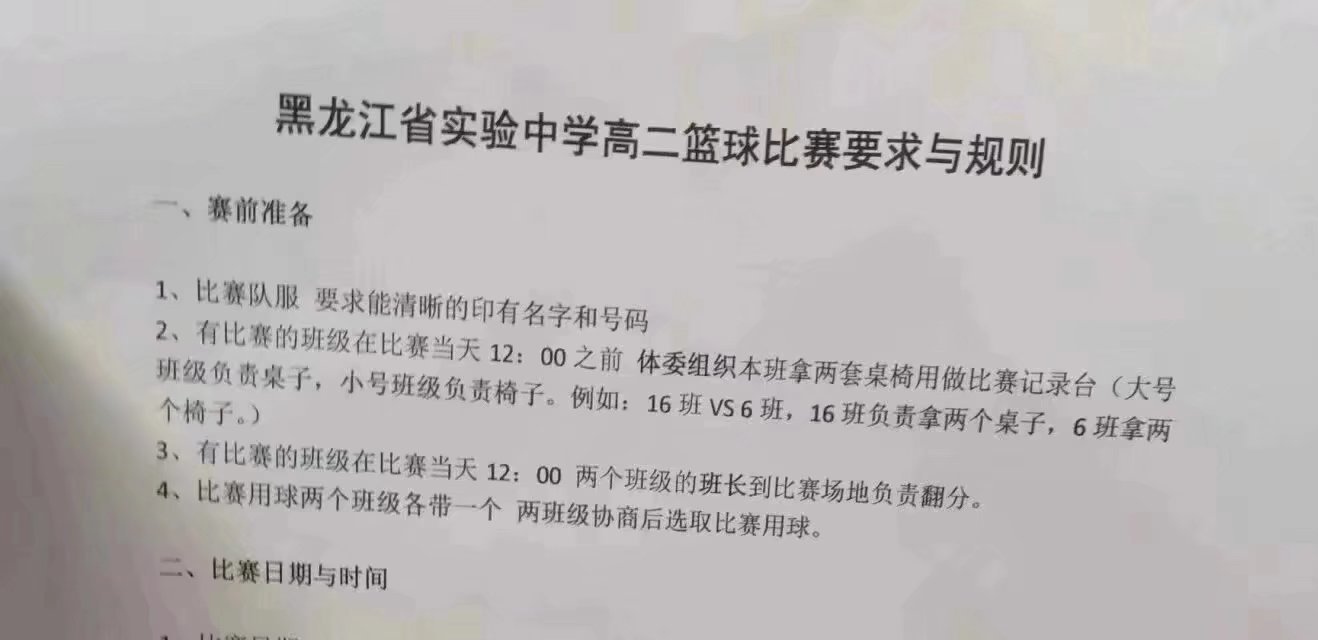 黑龙江省实验中学高二篮球比赛要求与规则
一、赛前准备
1、比赛队服 要求能清晰的印有名字和号码
2、有比赛的班级在比赛当天 12：00 之前 体委组织本班拿两套桌椅用做比赛记录台（大号
班级负责桌子，小号班级负责椅子。例如：16 班 VS 6 班，16 班负责拿两个桌子，6 班拿两
个椅子。）
3、有比赛的班级在比赛当天 12：00 两个班级的班长到比赛场地负责翻分。
4、比赛用球两个班级各带一个 两班级协商后选取比赛用球。
二、比赛日期与时间
1、比赛日期